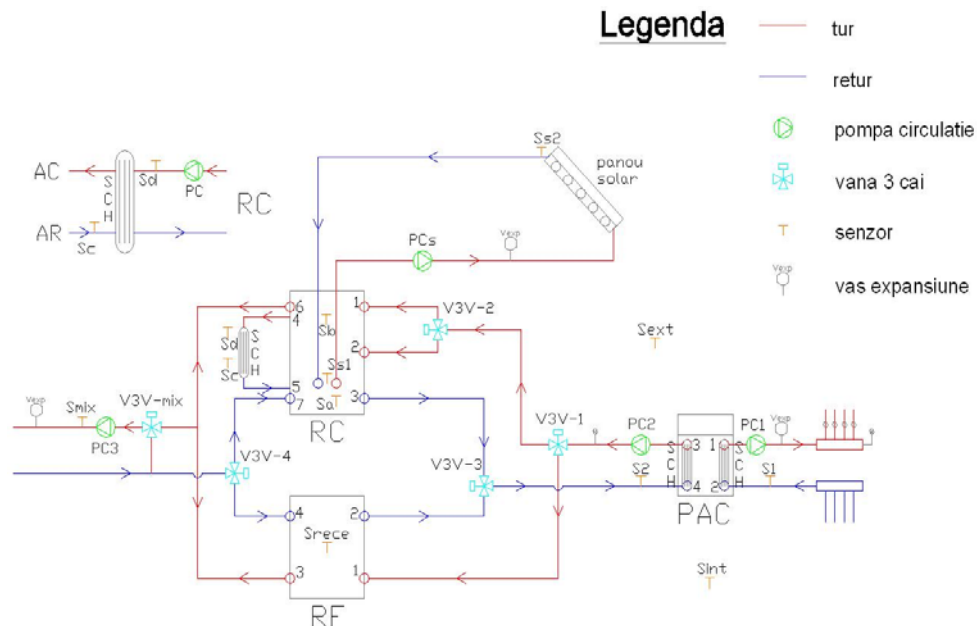 Legenda
tur
retur
pompa circulatie
vana 3 cai
senzor
Vexp
vas expansiune
AC
Sd
PC
SCH
RC
AR
Sc
Ss2
panou
solar
PCs
Vexp
6
4
1
V3V-2
Sb
Sd
SCH
2
Sc
Ss1
5
7
Sa
3
RC
Sext
Vexp
Smix
V3V-mix
PC3
V3V-4
V3V-3
V3V-1
PC2
PC1
Vexp
3
1
SCH
SCH
S2
4
2
S1
PAC
4
2
Srece
3
1
RF
SInt